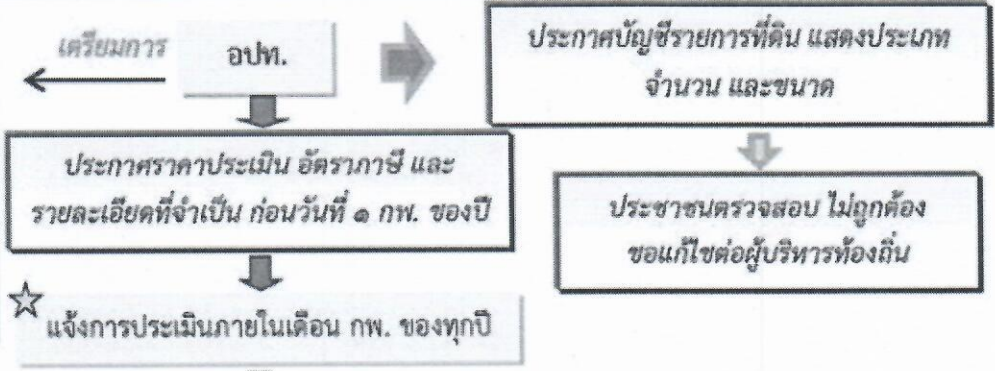 เตรียมการ
อปท.
ประกาศบัญชีรายการที่ดิน แสดงประเภท
จำนวน และขนาด
ประกาศราคาประเมิน อัตราภาษี และ
รายละเอียดที่จำเป็น ก่อนวันที่ ๑ กพ. ของปี
ประชาชนตรวจสอบ ไม่ถูกต้อง
ขอแก้ไขต่อผู้บริหารท้องถิ่น
แจ้งการประเมินภายในเดือน กพ. ของทุกปี